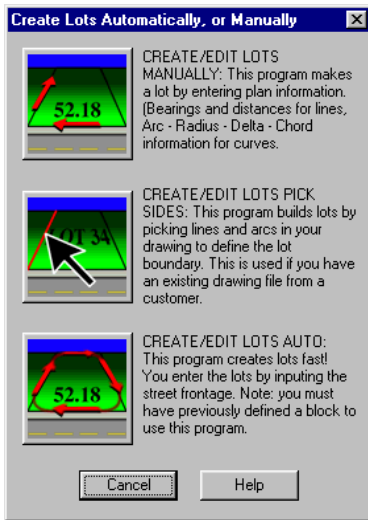 Create Lots Automatically, or Manually
52.18
CREATE/EDIT LOTS
MANUALLY: This program makes
a lot by entering plan information.
(Bearings and distances for lines,
Arc - Radius - Delta - Chord
information for curves.
LOT 34
CREATE/EDIT LOTS PICK
SIDES: This program builds lots by
picking lines and arcs in your
drawing to define the lot
boundary. This is used if you have
an existing drawing file from a
customer.
52.18
CREATE/EDIT LOTS AUTO:
This program creates lots fast!
You enter the lots by inputing the
street frontage. Note: you must
have previously defined a block to
use this program.
Cancel
Help